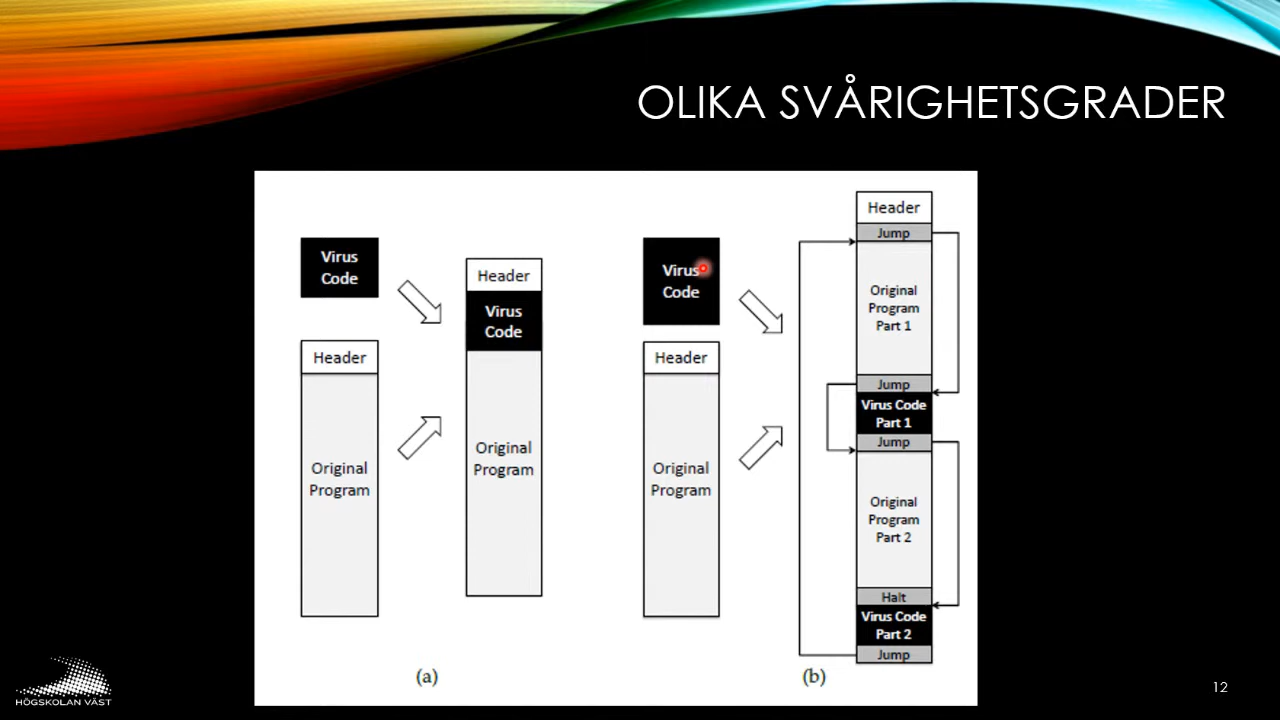 OLIKA SVÅRIGHETSGRADER
Virus
Code
Header
Original
Program
Header
Virus
Code
Original
Program
(a)
Virus
Code
Header
Original
Program
Header
Jump
Original
Program
Part 1
Jump
Virus Code
Part 1
Jump
Original
Program
Part 2
Halt
Virus Code
Part 2
Jump
(b)
HÖGSKOLAN VÄST
12